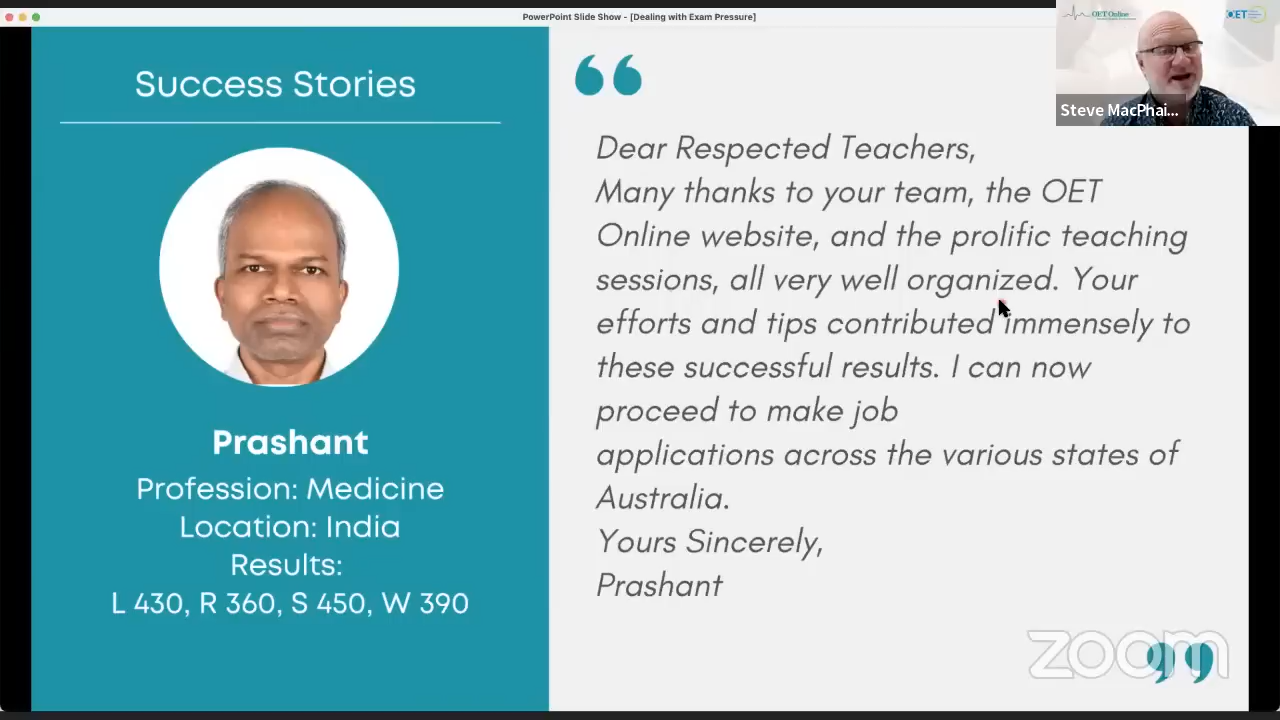 PowerPoint Slide Show - [Dealing with Exam Pressure]
OET Online
OET
Steve MacPhai...
Success Stories
Prashant
Profession: Medicine
Location: India
Results:
L 430, R 360, S 450, W 390
“
Dear Respected Teachers,
Many thanks to your team, the OET
Online website, and the prolific teaching
sessions, all very well organized. Your
efforts and tips contributed immensely to
these successful results. I can now
proceed to make job
applications across the various states of
Australia.
Yours Sincerely,
Prashant
”
zoom